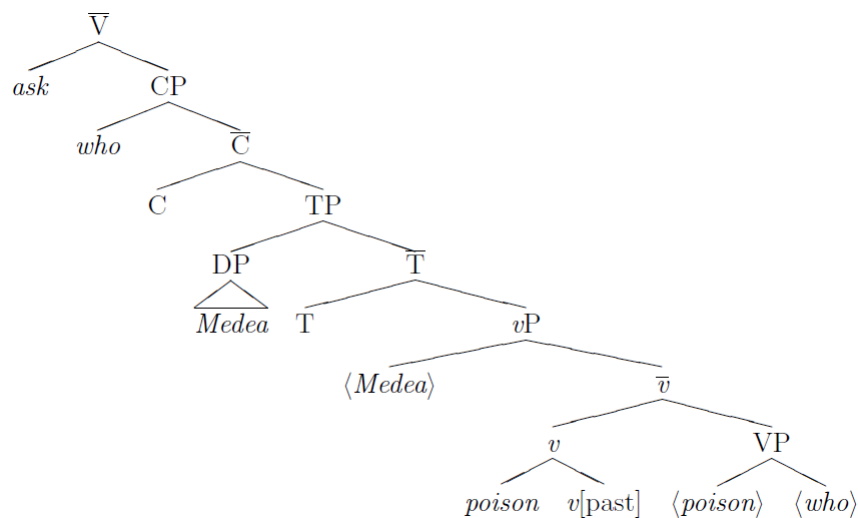 V̅
ask CP
who C̅
C TP
DP T̅
Medea T vP
⟨Medea⟩ v̅
v VP
poison v[past] ⟨poison⟩ ⟨who⟩